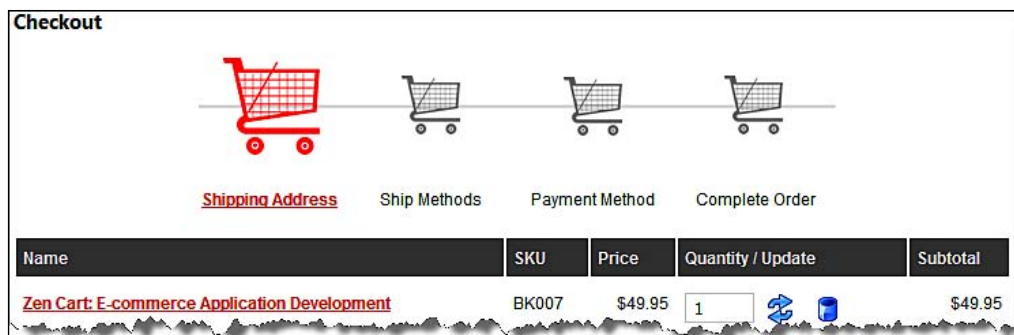 Checkout
Shipping Address Ship Methods Payment Method Complete Order
Name SKU Price Quantity / Update Subtotal
Zen Cart: E-commerce Application Development BK007 $49.95 1 $49.95